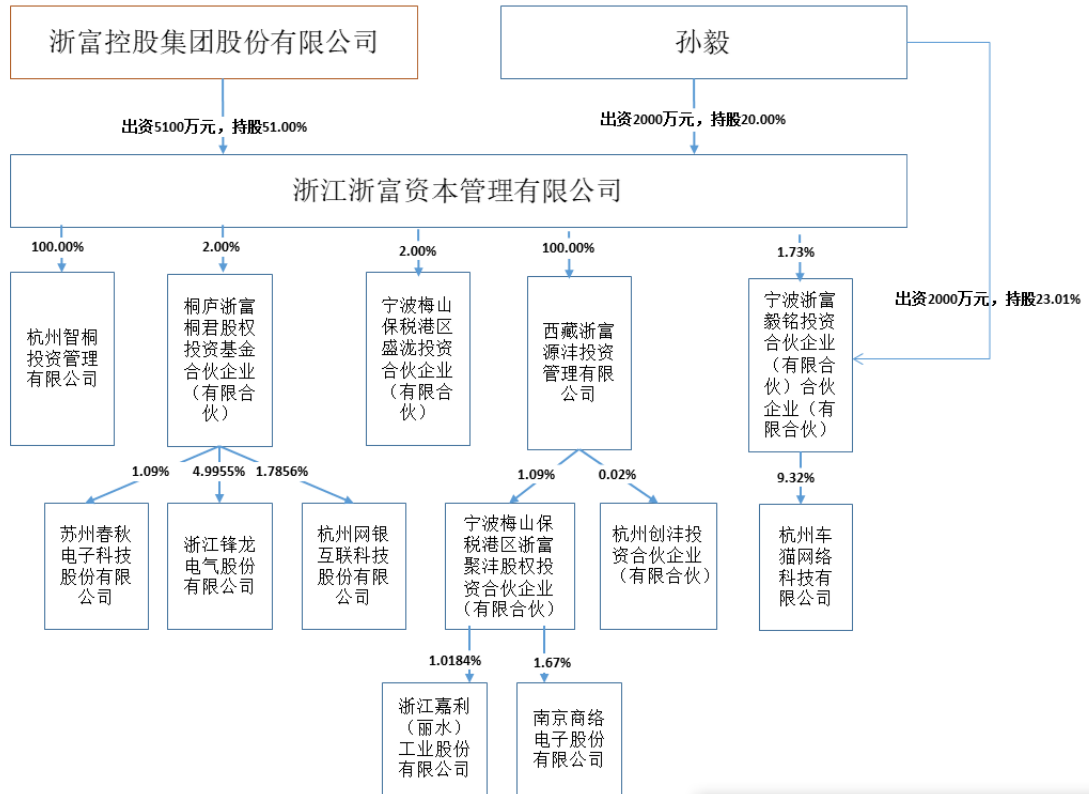 浙富控股集团股份有限公司
孙毅
出资5100万元，持股51.00%
出资2000万元，持股20.00%
浙江浙富资本管理有限公司
100.00%
2.00%
2.00%
100.00%
1.73%
出资2000万元，持股23.01%
杭州智桐
投资管理
有限公司
桐庐浙富
桐君股权
投资基金
合伙企业
（有限合
伙）
宁波梅山
保税港区
盛泷投资
合伙企业
（有限合
伙）
西藏浙富
源沣投资
管理有限
公司
宁波浙富
毅铭投资
合伙企业
（有限合
伙）合伙
企业（有
限合伙）
1.09%
4.9955%
1.7856%
1.09%
0.02%
9.32%
苏州春秋
电子科技
股份有限
公司
浙江锋龙
电气股份
有限公司
杭州网银
互联科技
股份有限
公司
宁波梅山保
税港区浙富
聚沣股权投
资合伙企业
（有限合伙）
杭州创沣投
资合伙企业
（有限合伙）
杭州车
猫网络
科技有
限公司
1.0184%
1.67%
浙江嘉利
（丽水）
工业股份
有限公司
南京商络
电子股份
有限公司